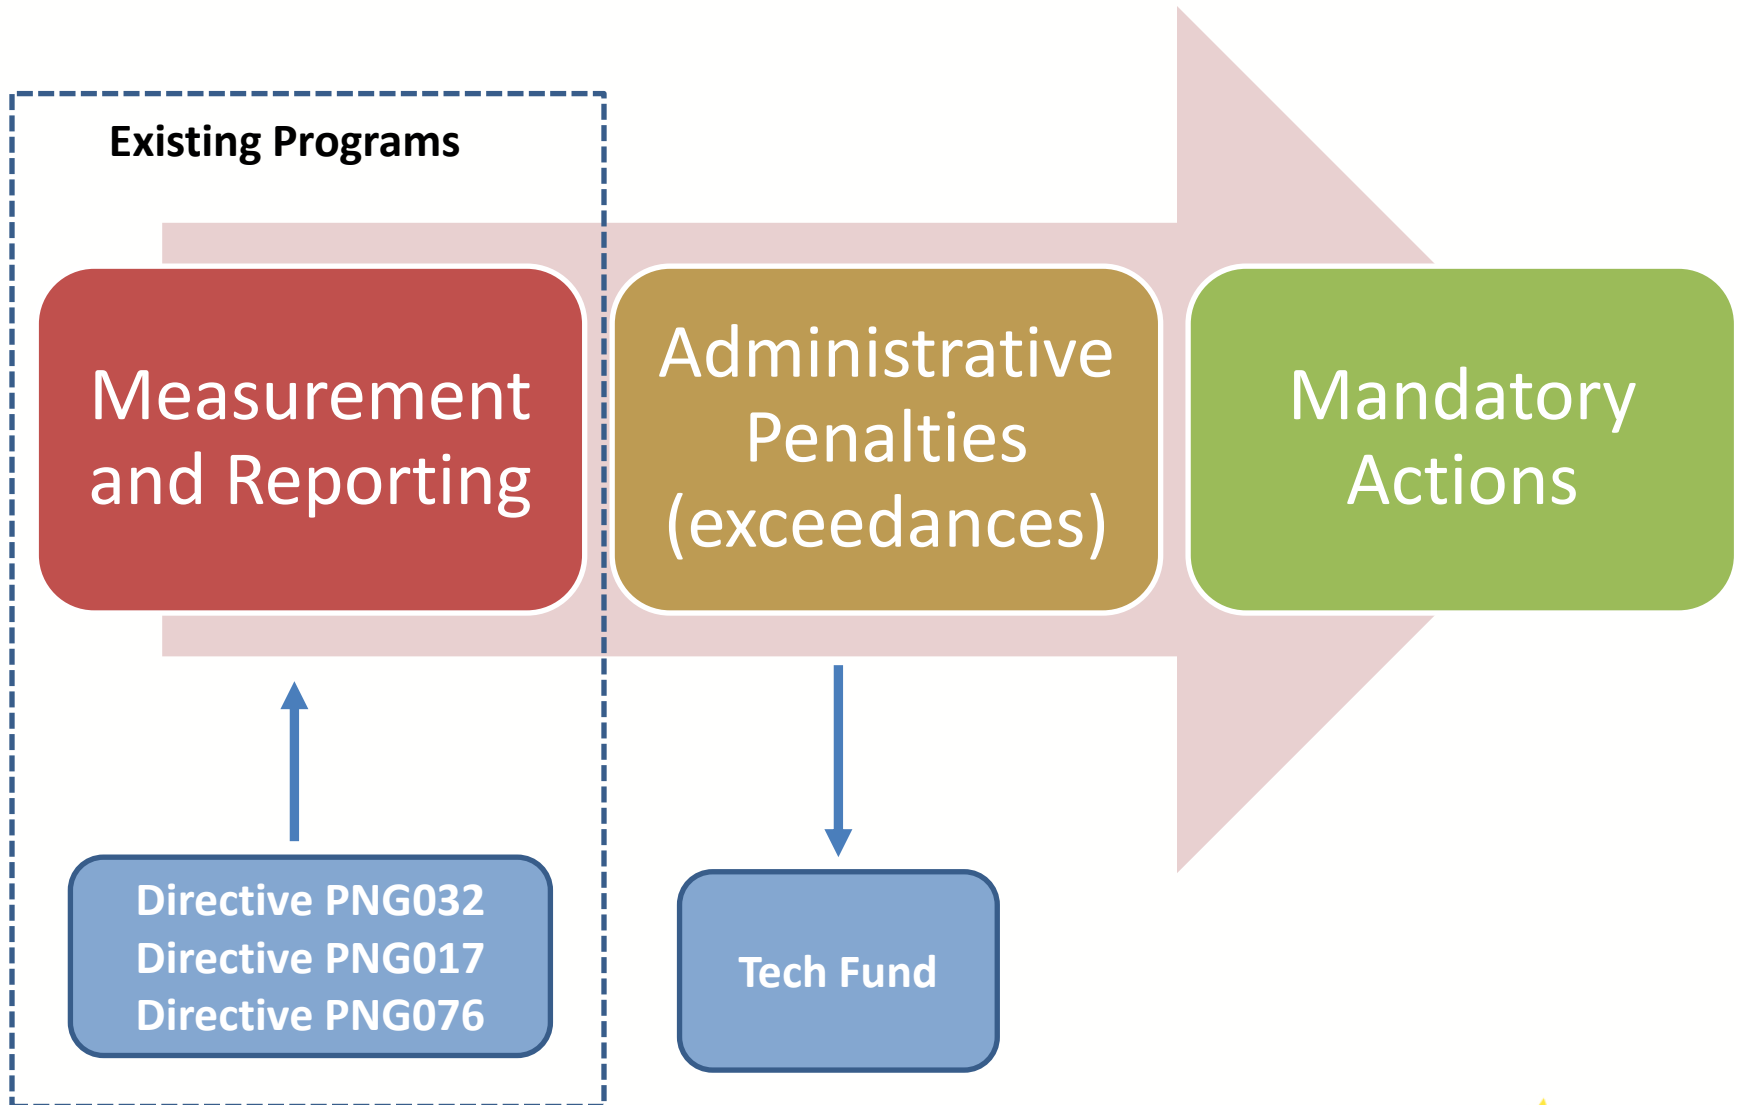 Existing Programs
Measurement
and Reporting
Administrative
Penalties
(exceedances)
Mandatory
Actions
Directive PNG032
Directive PNG017
Directive PNG076
Tech Fund